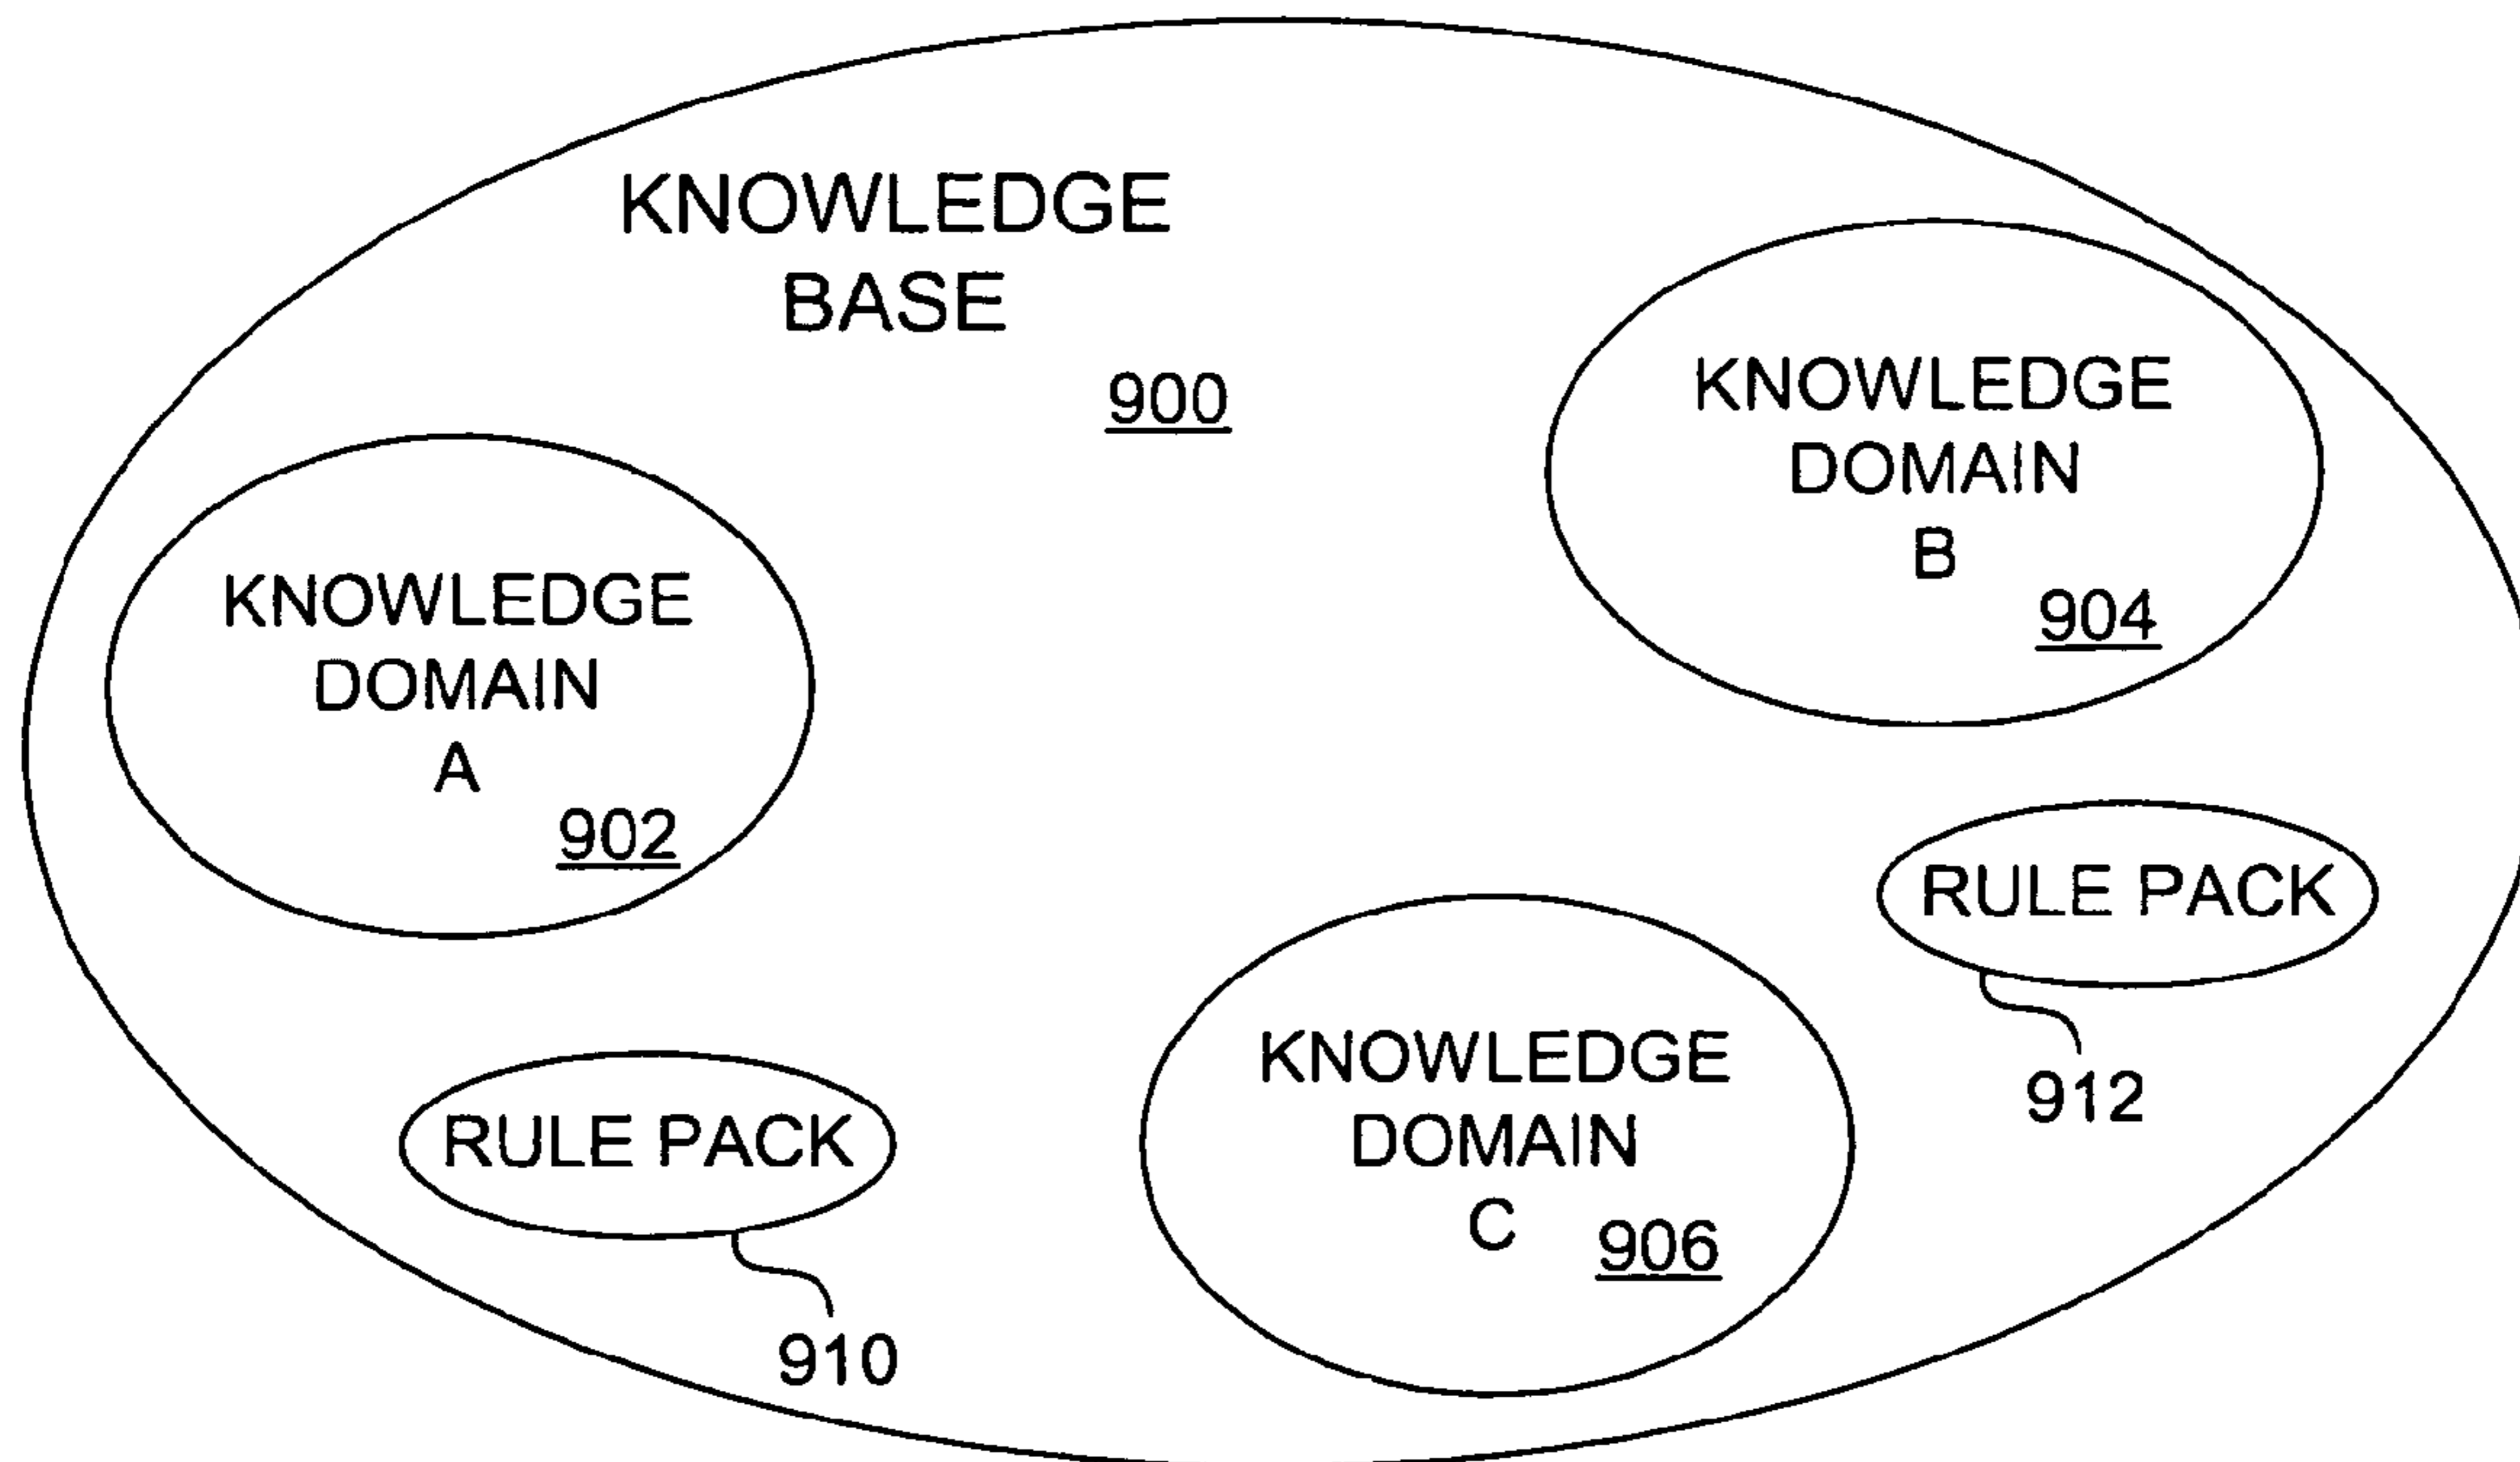 KNOWLEDGE
BASE
900
KNOWLEDGE
DOMAIN
B
904
KNOWLEDGE
DOMAIN
A
902
RULE PACK
912
KNOWLEDGE
DOMAIN
C
906
RULE PACK
910